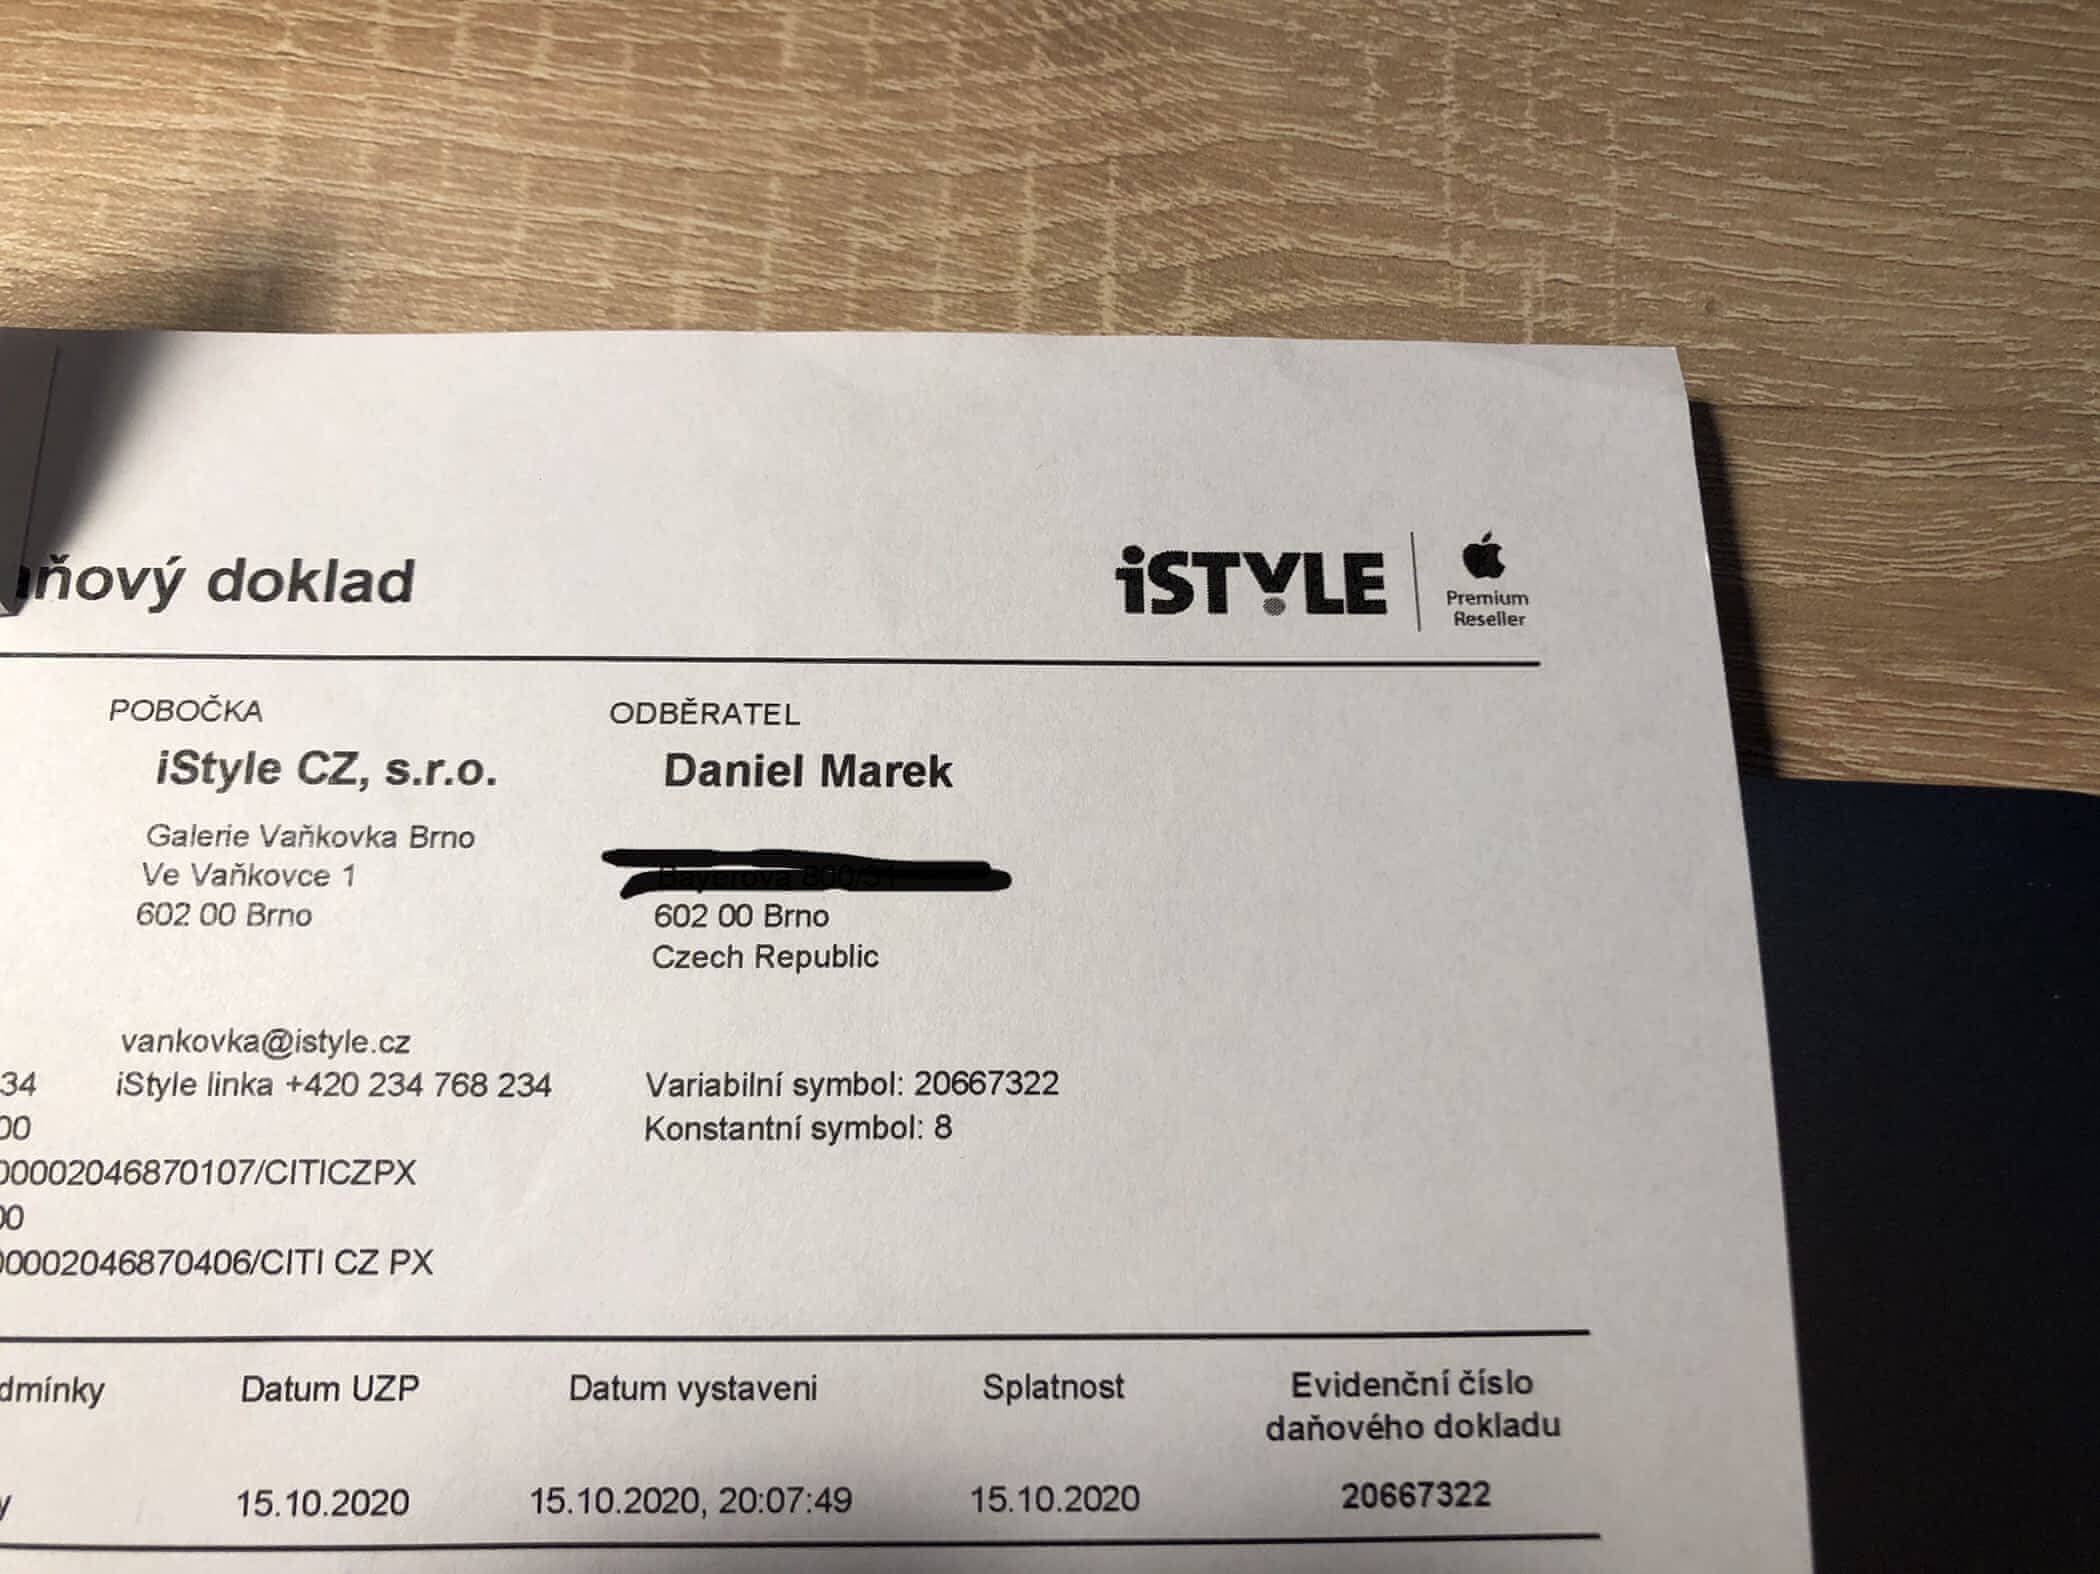 daňový doklad
iSTYLE
Premium
Reseller
POBOČKA
iStyle CZ, s.r.o.
Galerie Vaňkovka Brno
Ve Vaňkovce 1
602 00 Brno
vankovka@istyle.cz
iStyle linka +420 234 768 234
ODBĚRATEL
Daniel Marek
602 00 Brno
Czech Republic
Variabilní symbol: 20667322
Konstantní symbol: 8
34
00
00002046870107/CITICZPX
00
00002046870406/CITI CZ PX
dmínky
Datum UZP
Datum vystaveni
Splatnost
Evidenční číslo
daňového dokladu
y
15.10.2020
15.10.2020, 20:07:49
15.10.2020
20667322